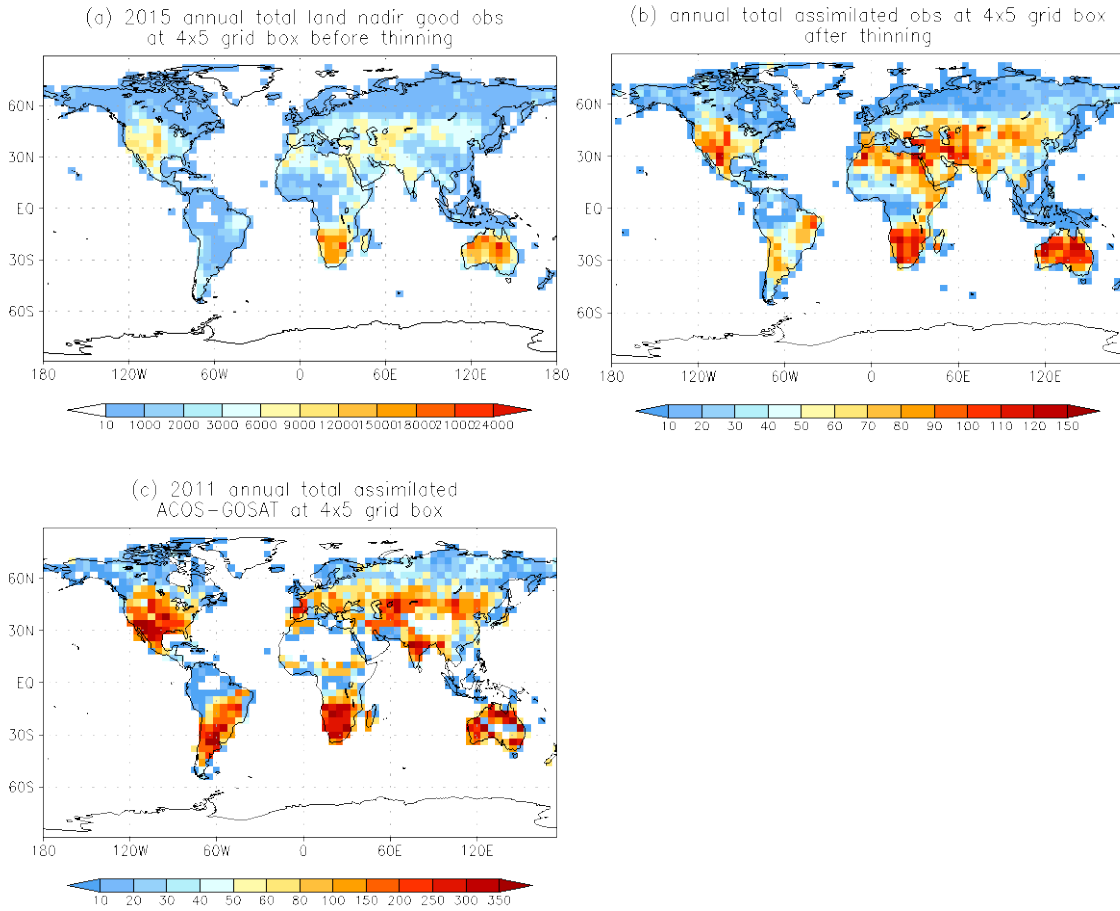 (a) 2015 annual total land nadir good obs
at 4x5 grid box before thinning
60N
30N
EQ
30S
60S
180 120W 60W 0 60E 120E 180
10 1000 2000 3000 6000 9000 12000 15000 18000 21000 24000
(b) annual total assimilated obs at 4x5 grid box
after thinning
60N
30N
EQ
30S
60S
180 120W 60W 0 60E 120E
10 20 30 40 50 60 70 80 90 100 110 120 150
(c) 2011 annual total assimilated
ACOS-GOSAT at 4x5 grid box
60N
30N
EQ
30S
60S
180 120W 60W 0 60E 120E
10 20 30 40 50 60 80 100 150 200 250 300 350